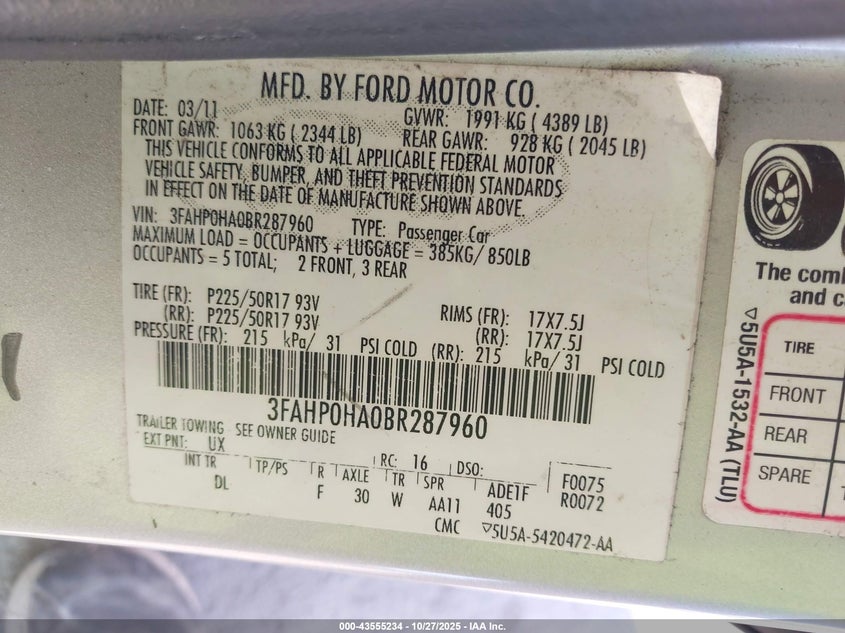 MFD. BY FORD MOTOR CO.
DATE: 03/11
GVWR: 1991 KG ( 4389 LB)
FRONT GAWR: 1063 KG ( 2344 LB)
REAR GAWR: 928 KG ( 2045 LB)
THIS VEHICLE CONFORMS TO ALL APPLICABLE FEDERAL MOTOR
VEHICLE SAFETY, BUMPER, AND THEFT PREVENTION STANDARDS
IN EFFECT ON THE DATE OF MANUFACTURE SHOWN ABOVE.
VIN: 3FAHP0HA0BR287960 TYPE: Passenger Car
MAXIMUM LOAD = OCCUPANTS + LUGGAGE = 385KG/ 850LB
OCCUPANTS = 5 TOTAL; 2 FRONT, 3 REAR
TIRE (FR): P225/50R17 93V RIMS (FR): 17X7.5J
(RR): P225/50R17 93V (RR): 17X7.5J
PRESSURE (FR): 215 kPa/ 31 PSI COLD (RR): 215 kPa/ 31 PSI COLD
3FAHP0HA0BR287960
TRAILER TOWING SEE OWNER GUIDE
EXT PNT: UX RC: 16 DSO:
INT TR TP/PS R AXLE TR SPR ADE1F F0075
DL F 30 W AA11 405 R0072
CMC ▽5U5A-5420472-AA
The
and
▽5U5A-1532-AA (TLU)
TIRE
FRONT
REAR
SPARE
000-43555234 | 10/27/2025 | IAA Inc.